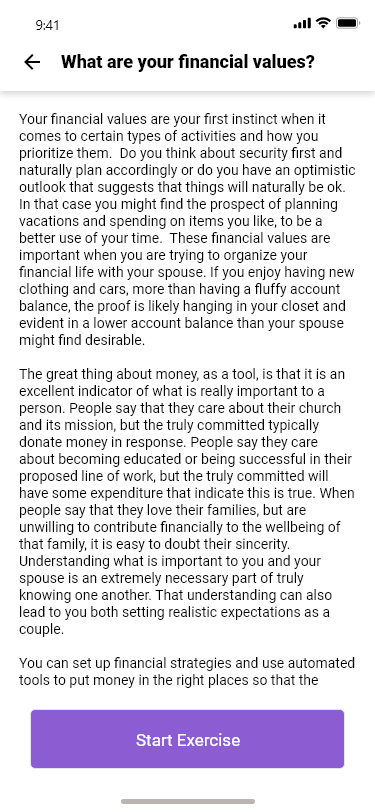 9:41
What are your financial values?
Your financial values are your first instinct when it
comes to certain types of activities and how you
prioritize them.  Do you think about security first and
naturally plan accordingly or do you have an optimistic
outlook that suggests that things will naturally be ok.
In that case you might find the prospect of planning
vacations and spending on items you like, to be a
better use of your time.  These financial values are
important when you are trying to organize your
financial life with your spouse. If you enjoy having new
clothing and cars, more than having a fluffy account
balance, the proof is likely hanging in your closet and
evident in a lower account balance than your spouse
might find desirable.
The great thing about money, as a tool, is that it is an
excellent indicator of what is really important to a
person. People say that they care about their church
and its mission, but the truly committed typically
donate money in response. People say they care
about becoming educated or being successful in their
proposed line of work, but the truly committed will
have some expenditure that indicate this is true. When
people say that they love their families, but are
unwilling to contribute financially to the wellbeing of
that family, it is easy to doubt their sincerity.
Understanding what is important to you and your
spouse is an extremely necessary part of truly
knowing one another. That understanding can also
lead to you both setting realistic expectations as a
couple.
You can set up financial strategies and use automated
tools to put money in the right places so that the
Start Exercise